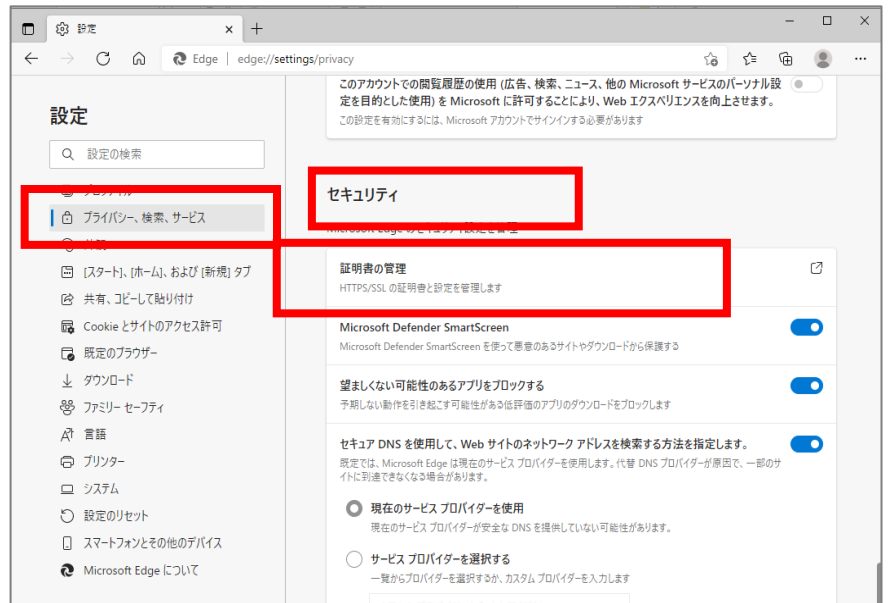 設定
Edge edge://settings/privacy
設定
設定の検索
プライバシー、検索、サービス
[スタート]、[ホーム]、および [新規] タブ
共有、コピーして貼り付け
Cookie とサイトのアクセス許可
既定のブラウザー
ダウンロード
ファミリー セーフティ
言語
プリンター
システム
設定のリセット
スマートフォンとその他のデバイス
Microsoft Edge について
このアカウントでの閲覧履歴の使用 (広告、検索、ニュース、他の Microsoft サービスのパーソナル設
定を目的とした使用) を Microsoft に許可することにより、Web エクスペリエンスを向上させます。
この設定を有効にするには、Microsoft アカウントでサインインする必要があります
セキュリティ
証明書の管理
HTTPS/SSL の証明書と設定を管理します
Microsoft Defender SmartScreen
Microsoft Defender SmartScreen を使って悪意のあるサイトやダウンロードから保護する
望ましくない可能性のあるアプリをブロックする
予期しない動作を引き起こす可能性がある低評価のアプリのダウンロードをブロックします
セキュア DNS を使用して、Web サイトのネットワーク アドレスを検索する方法を指定します。
既定では、Microsoft Edge は現在のサービス プロバイダーを使用します。代替 DNS プロバイダーが原因で、一部のサ
イトに到達できなくなる場合があります。
現在のサービス プロバイダーを使用
現在のサービス プロバイダーが安全な DNS を提供していない可能性があります。
サービス プロバイダーを選択する
一覧からプロバイダーを選択するか、カスタム プロバイダーを入力します